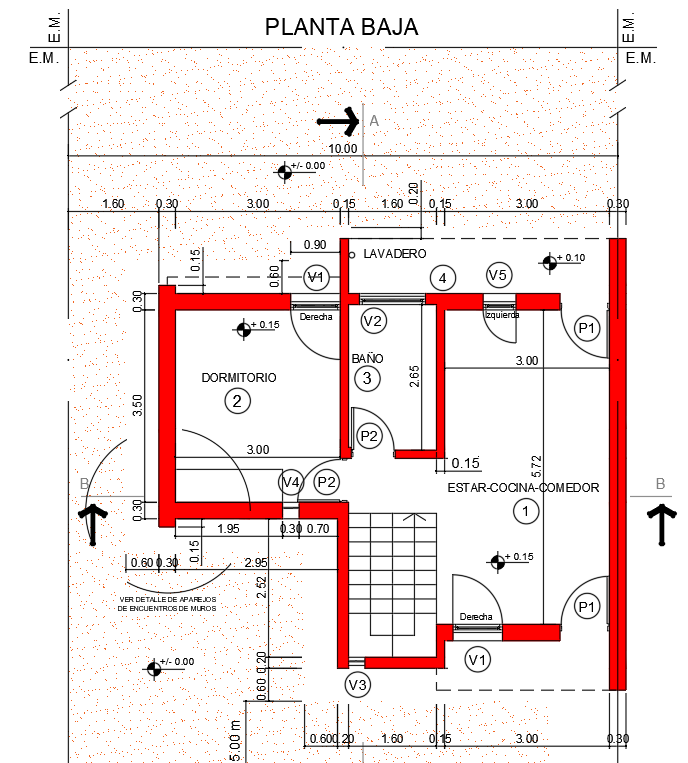 PLANTA BAJA
E.M.
E.M.
E.M.
E.M.
A
10.00
+/- 0.00
0.20
1.60 0.30 3.00 0.15 1.60 0.15 3.00 0.30
0.90
LAVADERO
0.15
0.60
V1
4
V5
+ 0.10
0.30
Derecha
V2
Izquierda
P1
+ 0.15
BAÑO
3
2.65
3.00
DORMITORIO
2
3.50
P2
3.00
0.15
5.72
B
V4
P2
ESTAR-COCINA-COMEDOR
1
B
0.30
1.95 0.30 0.70
0.15
+ 0.15
0.60 0.30 2.95
2.52
VER DETALLE DE APAREJOS
DE ENCUENTROS DE MUROS
P1
Derecha
+/- 0.00
0.20
0.60
V3
V1
5.00 m
0.60 0.20 1.60 0.15 3.00 0.30